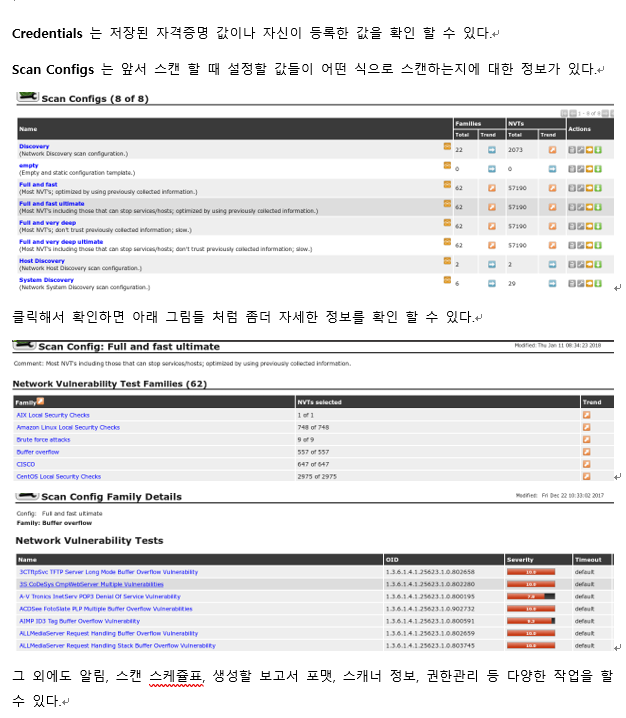 Credentials 는 저장된 자격증명 값이나 자신이 등록한 값을 확인 할 수 있다.
Scan Configs 는 앞서 스캔 할 때 설정할 값들이 어떤 식으로 스캔하는지에 대한 정보가 있다.
Scan Configs (8 of 8)
1 - 8 of 8
Name Families NVTs Actions
Total Trend Total Trend
Discovery
(Network Discovery scan configuration.) 22 2073
empty
(Empty and static configuration template.) 0 0
Full and fast
(Most NVT's; optimized by using previously collected information.) 62 57190
Full and fast ultimate
(Most NVT's including those that can stop services/hosts; optimized by using previously collected information.) 62 57190
Full and very deep
(Most NVT's; don't trust previously collected information; slow.) 62 57190
Full and very deep ultimate
(Most NVT's including those that can stop services/hosts; don't trust previously collected information; slow.) 62 57190
Host Discovery
(Network Host Discovery scan configuration.) 2 2
System Discovery
(Network System Discovery scan configuration.) 6 29
클릭해서 확인하면 아래 그림들 처럼 좀더 자세한 정보를 확인 할 수 있다.
Scan Config: Full and fast ultimate Modified: Thu Jan 11 08:34:23 2018
Comment: Most NVT's including those that can stop services/hosts; optimized by using previously collected information.
Network Vulnerability Test Families (62)
Family NVTs selected Trend
AIX Local Security Checks 1 of 1
Amazon Linux Local Security Checks 748 of 748
Brute force attacks 9 of 9
Buffer overflow 557 of 557
CISCO 647 of 647
CentOS Local Security Checks 2975 of 2975
Scan Config Family Details Modified: Fri Dec 22 10:33:02 2017
Config: Full and fast ultimate
Family: Buffer overflow
Network Vulnerability Tests
Name OID Severity Timeout
3CTftpSvc TFTP Server Long Mode Buffer Overflow Vulnerability 1.3.6.1.4.1.25623.1.0.802658 10.0 default
3S CoDeSys CmpWebServer Multiple Vulnerabilities 1.3.6.1.4.1.25623.1.0.802280 10.0 default
A-V Tronics InetServ POP3 Denial Of Service Vulnerability 1.3.6.1.4.1.25623.1.0.800195 default
ACDSee FotoSlate PLP Multiple Buffer Overflow Vulnerabilities 1.3.6.1.4.1.25623.1.0.902732 10.0 default
AIMP ID3 Tag Buffer Overflow Vulnerability 1.3.6.1.4.1.25623.1.0.800591 9.3 default
ALLMediaServer Request Handling Buffer Overflow Vulnerability 1.3.6.1.4.1.25623.1.0.802659 10.0 default
ALLMediaServer Request Handling Stack Buffer Overflow Vulnerability 1.3.6.1.4.1.25623.1.0.803745 10.0 default
그 외에도 알림, 스캔 스케쥴표, 생성할 보고서 포맷, 스캐너 정보, 권한관리 등 다양한 작업을 할
수 있다.